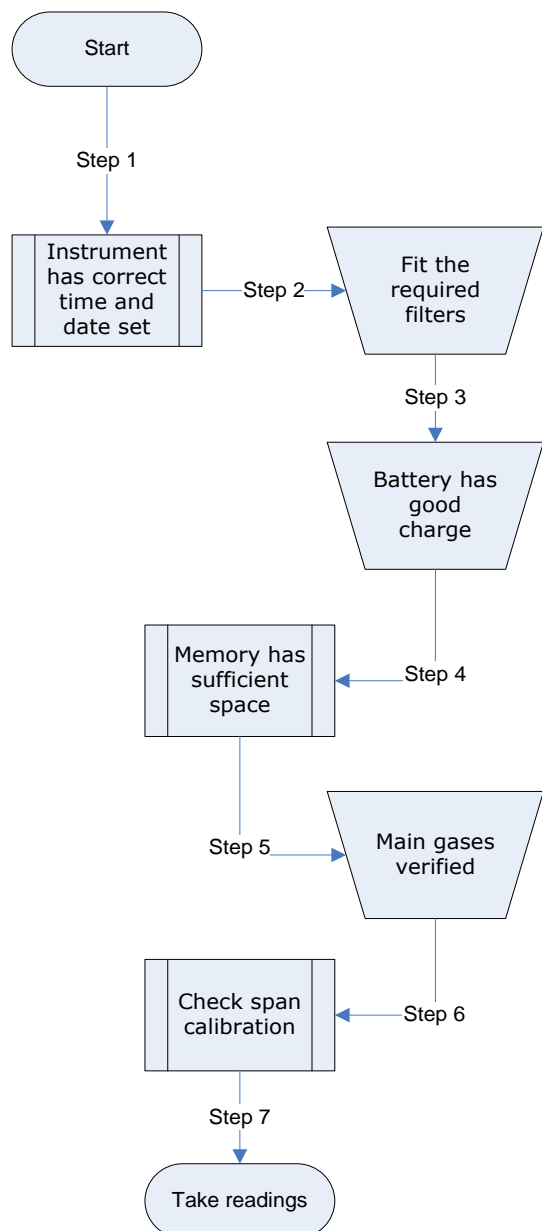 Start
Step 1
Instrument
has correct
time and
date set
Step 2
Fit the
required
filters
Step 3
Battery has
good
charge
Step 4
Memory has
sufficient
space
Step 5
Main gases
verified
Step 6
Check span
calibration
Step 7
Take readings